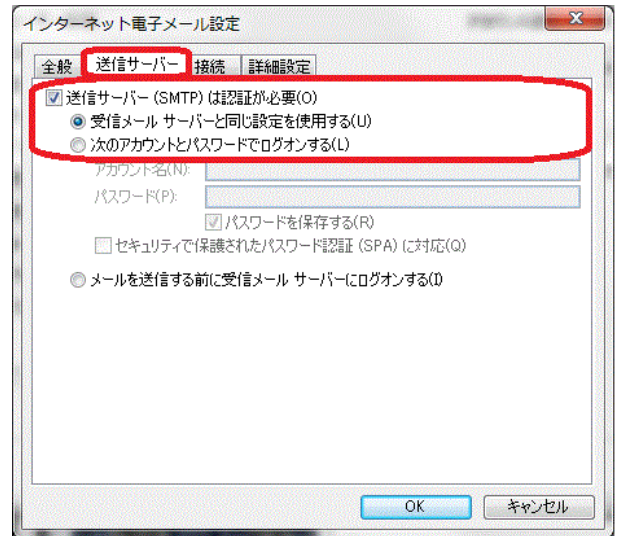 インターネット電子メール設定
全般 送信サーバー 接続 詳細設定
送信サーバー (SMTP) は認証が必要(O)
受信メール サーバーと同じ設定を使用する(U)
次のアカウントとパスワードでログオンする(L)
アカウント名(N):
パスワード(P):
パスワードを保存する(R)
セキュリティで保護されたパスワード認証 (SPA) に対応(Q)
メールを送信する前に受信メール サーバーにログオンする(I)
OK キャンセル